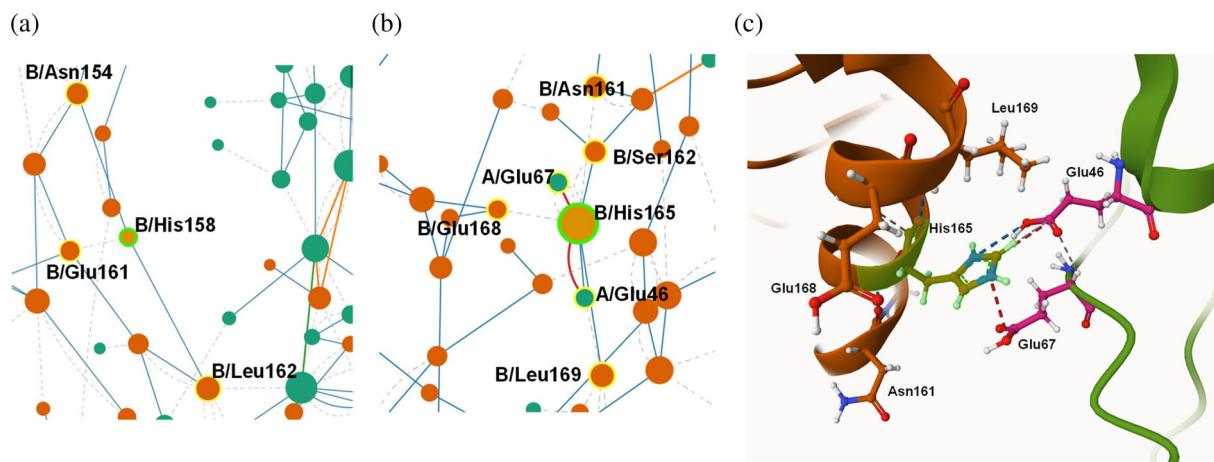 (a)
B/Asn154
B/His158
B/Glu161
B/Leu162
(b)
B/Asn161
B/Ser162
A/Glu67
B/His165
B/Glu168
A/Glu46
B/Leu169
(c)
Leu169
Glu46
His165
Glu168
Glu67
Asn161